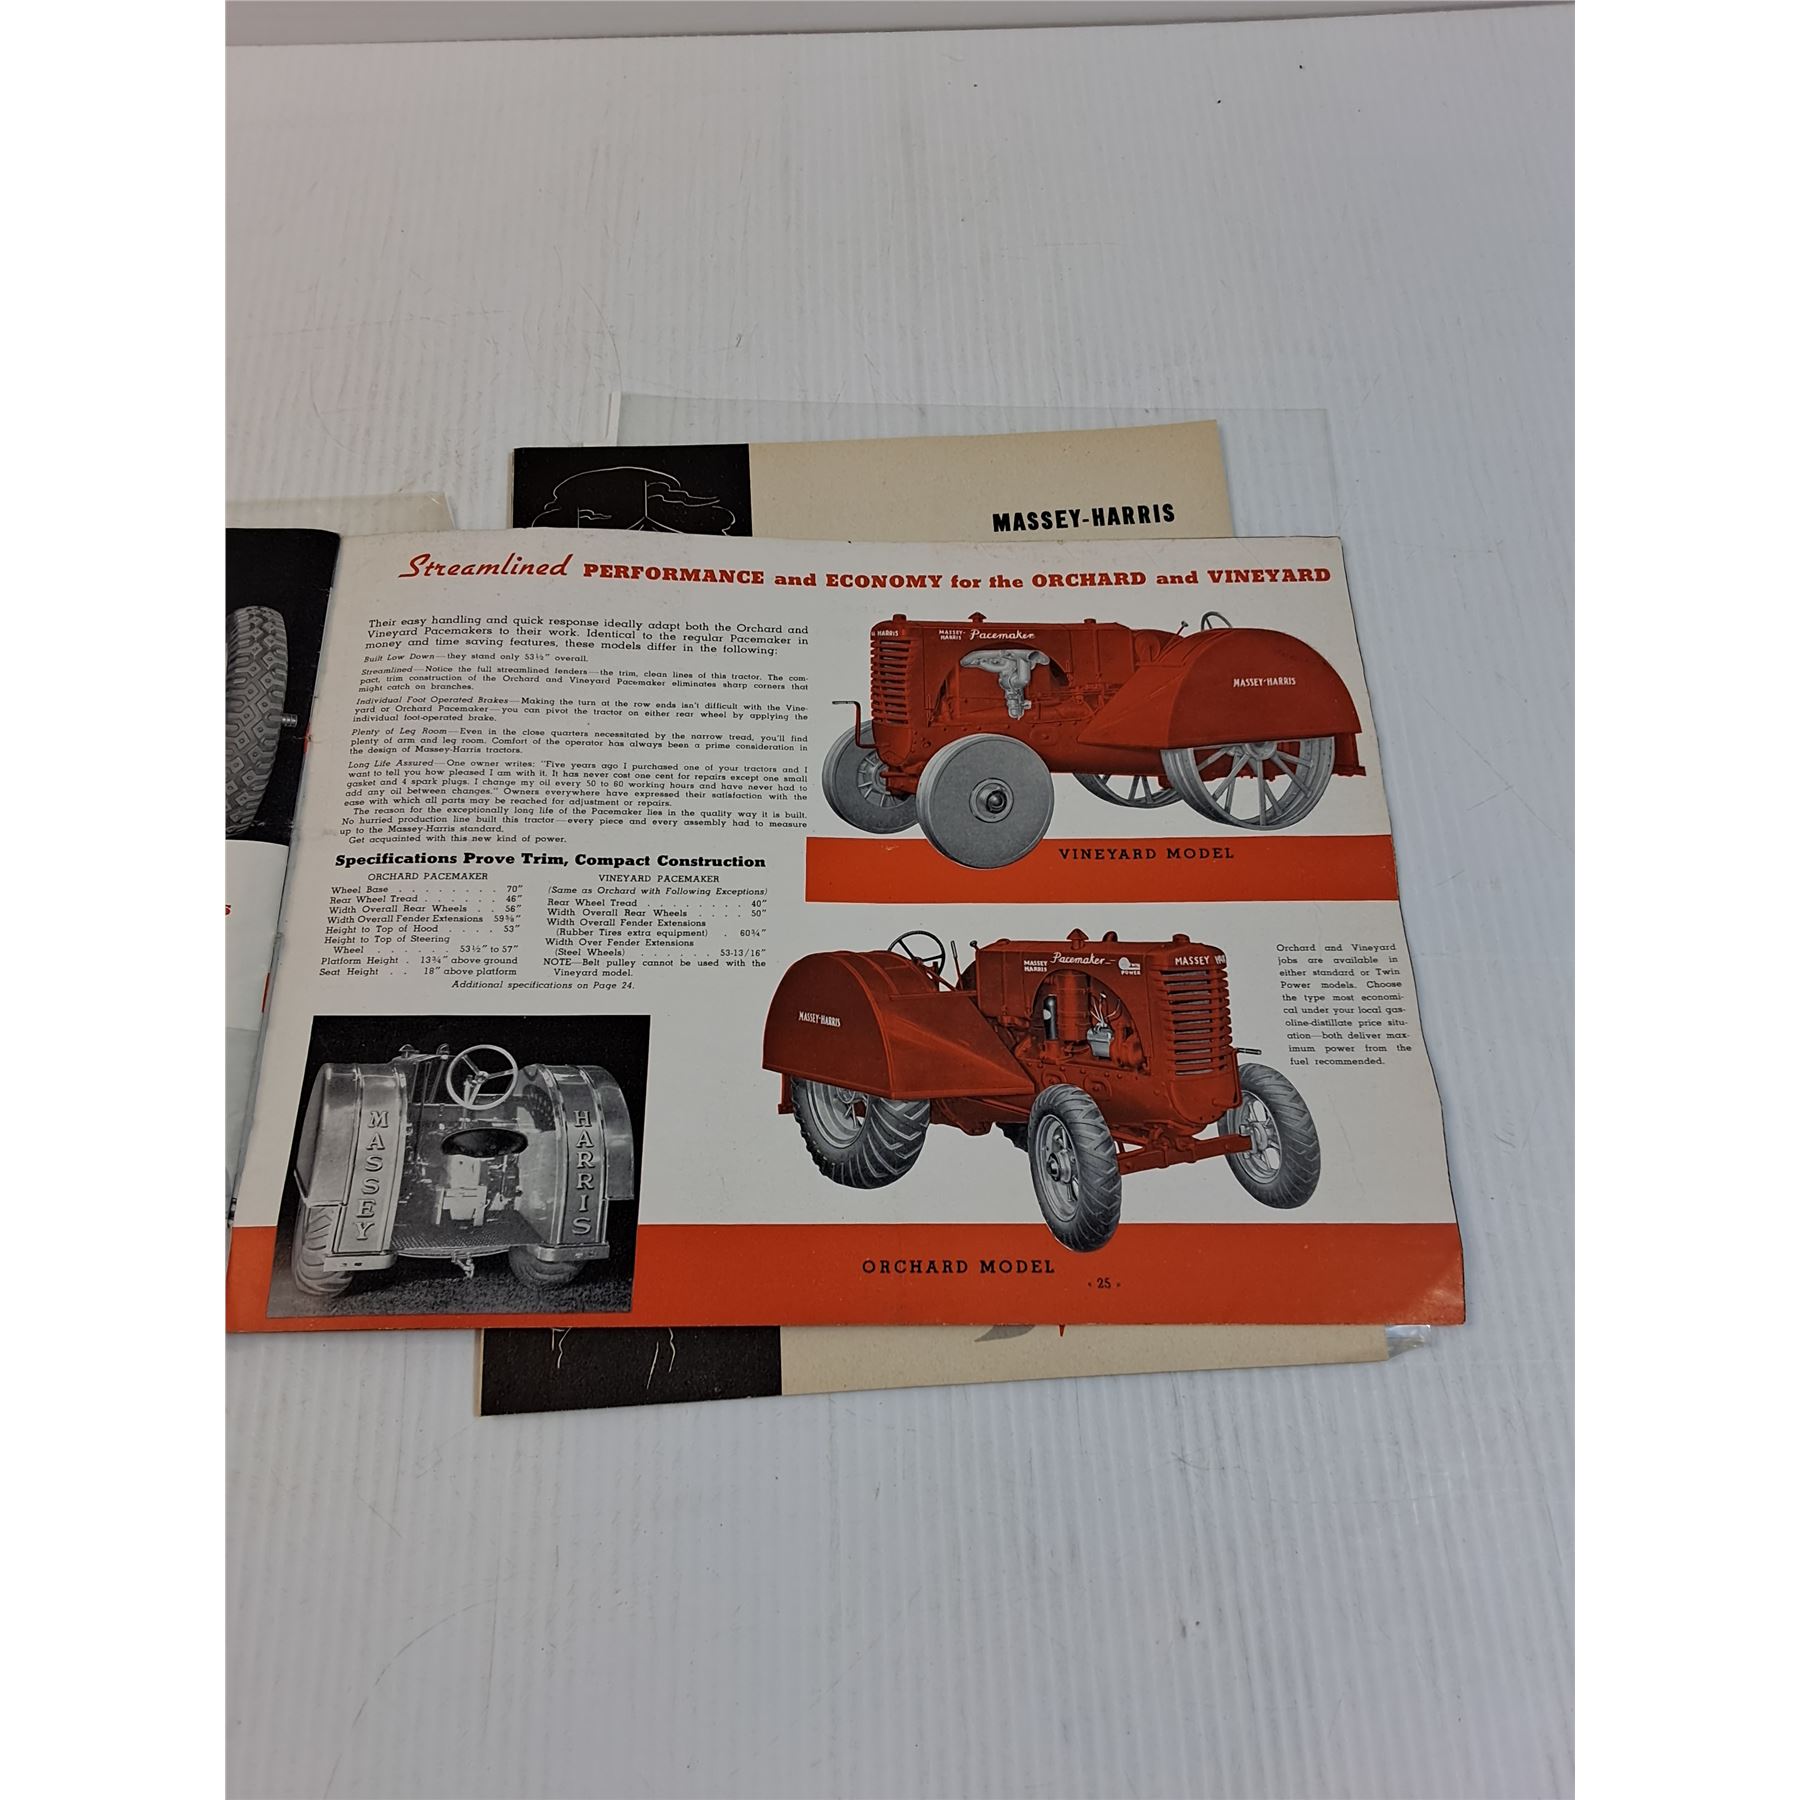 MASSEY-HARRIS
Streamlined PERFORMANCE and ECONOMY for the ORCHARD and VINEYARD
Their easy handling and quick response ideally adapt both the Orchard and
Vineyard Pacemakers to their work. Identical to the regular Pacemaker in
money and time saving features, these models differ in the following:
Built Low Down—they stand only 53½" overall.
Streamlined—Notice the full streamlined fenders—the trim, clean lines of this tractor. The com-
pact, trim construction of the Orchard and Vineyard Pacemaker eliminates sharp corners that
might catch on branches.
Individual Foot Operated Brakes—Making the turn at the row ends isn't difficult with the Vine-
yard or Orchard Pacemaker—you can pivot the tractor on either rear wheel by applying the
individual foot-operated brake.
Plenty of Leg Room—Even in the close quarters necessitated by the narrow tread, you'll find
plenty of arm and leg room. Comfort of the operator has always been a prime consideration in
the design of Massey-Harris tractors.
Long Life Assured—One owner writes: "Five years ago I purchased one of your tractors and I
want to tell you how pleased I am with it. It has never cost one cent for repairs except one small
gasket and 4 spark plugs. I change my oil every 50 to 60 working hours and have never had to
add any oil between changes." Owners everywhere have expressed their satisfaction with the
ease with which all parts may be reached for adjustment or repairs.
The reason for the exceptionally long life of the Pacemaker lies in the quality way it is built.
No hurried production line built this tractor—every piece and every assembly had to measure
up to the Massey-Harris standard.
Get acquainted with this new kind of power.
Specifications Prove Trim, Compact Construction
ORCHARD PACEMAKER
Wheel Base . . . . . . . . 70"
Rear Wheel Tread . . . . . . 46"
Width Overall Rear Wheels . . 56"
Width Overall Fender Extensions 59⅜"
Height to Top of Hood . . . . 53"
Height to Top of Steering
Wheel . . . . . . . 53½" to 57"
Platform Height . 13¾" above ground
Seat Height . . 18" above platform
VINEYARD PACEMAKER
(Same as Orchard with Following Exceptions)
Rear Wheel Tread . . . . . . . . 40"
Width Overall Rear Wheels . . . . 50"
Width Overall Fender Extensions
(Rubber Tires extra equipment) . 60¾"
Width Over Fender Extensions
(Steel Wheels) . . . . . . 53-13/16"
NOTE—Belt pulley cannot be used with the
Vineyard model.
Additional specifications on Page 24.
HARRIS
MASSEY-HARRIS Pacemaker
MASSEY-HARRIS
VINEYARD MODEL
MASSEY HARRIS Pacemaker
POWER
MASSEY
MASSEY-HARRIS
Orchard and Vineyard
jobs are available in
either standard or Twin
Power models. Choose
the type most economi-
cal under your local gas-
oline-distillate price situ-
ation—both deliver max-
imum power from the
fuel recommended.
MASSEY
HARRIS
ORCHARD MODEL
« 25 »